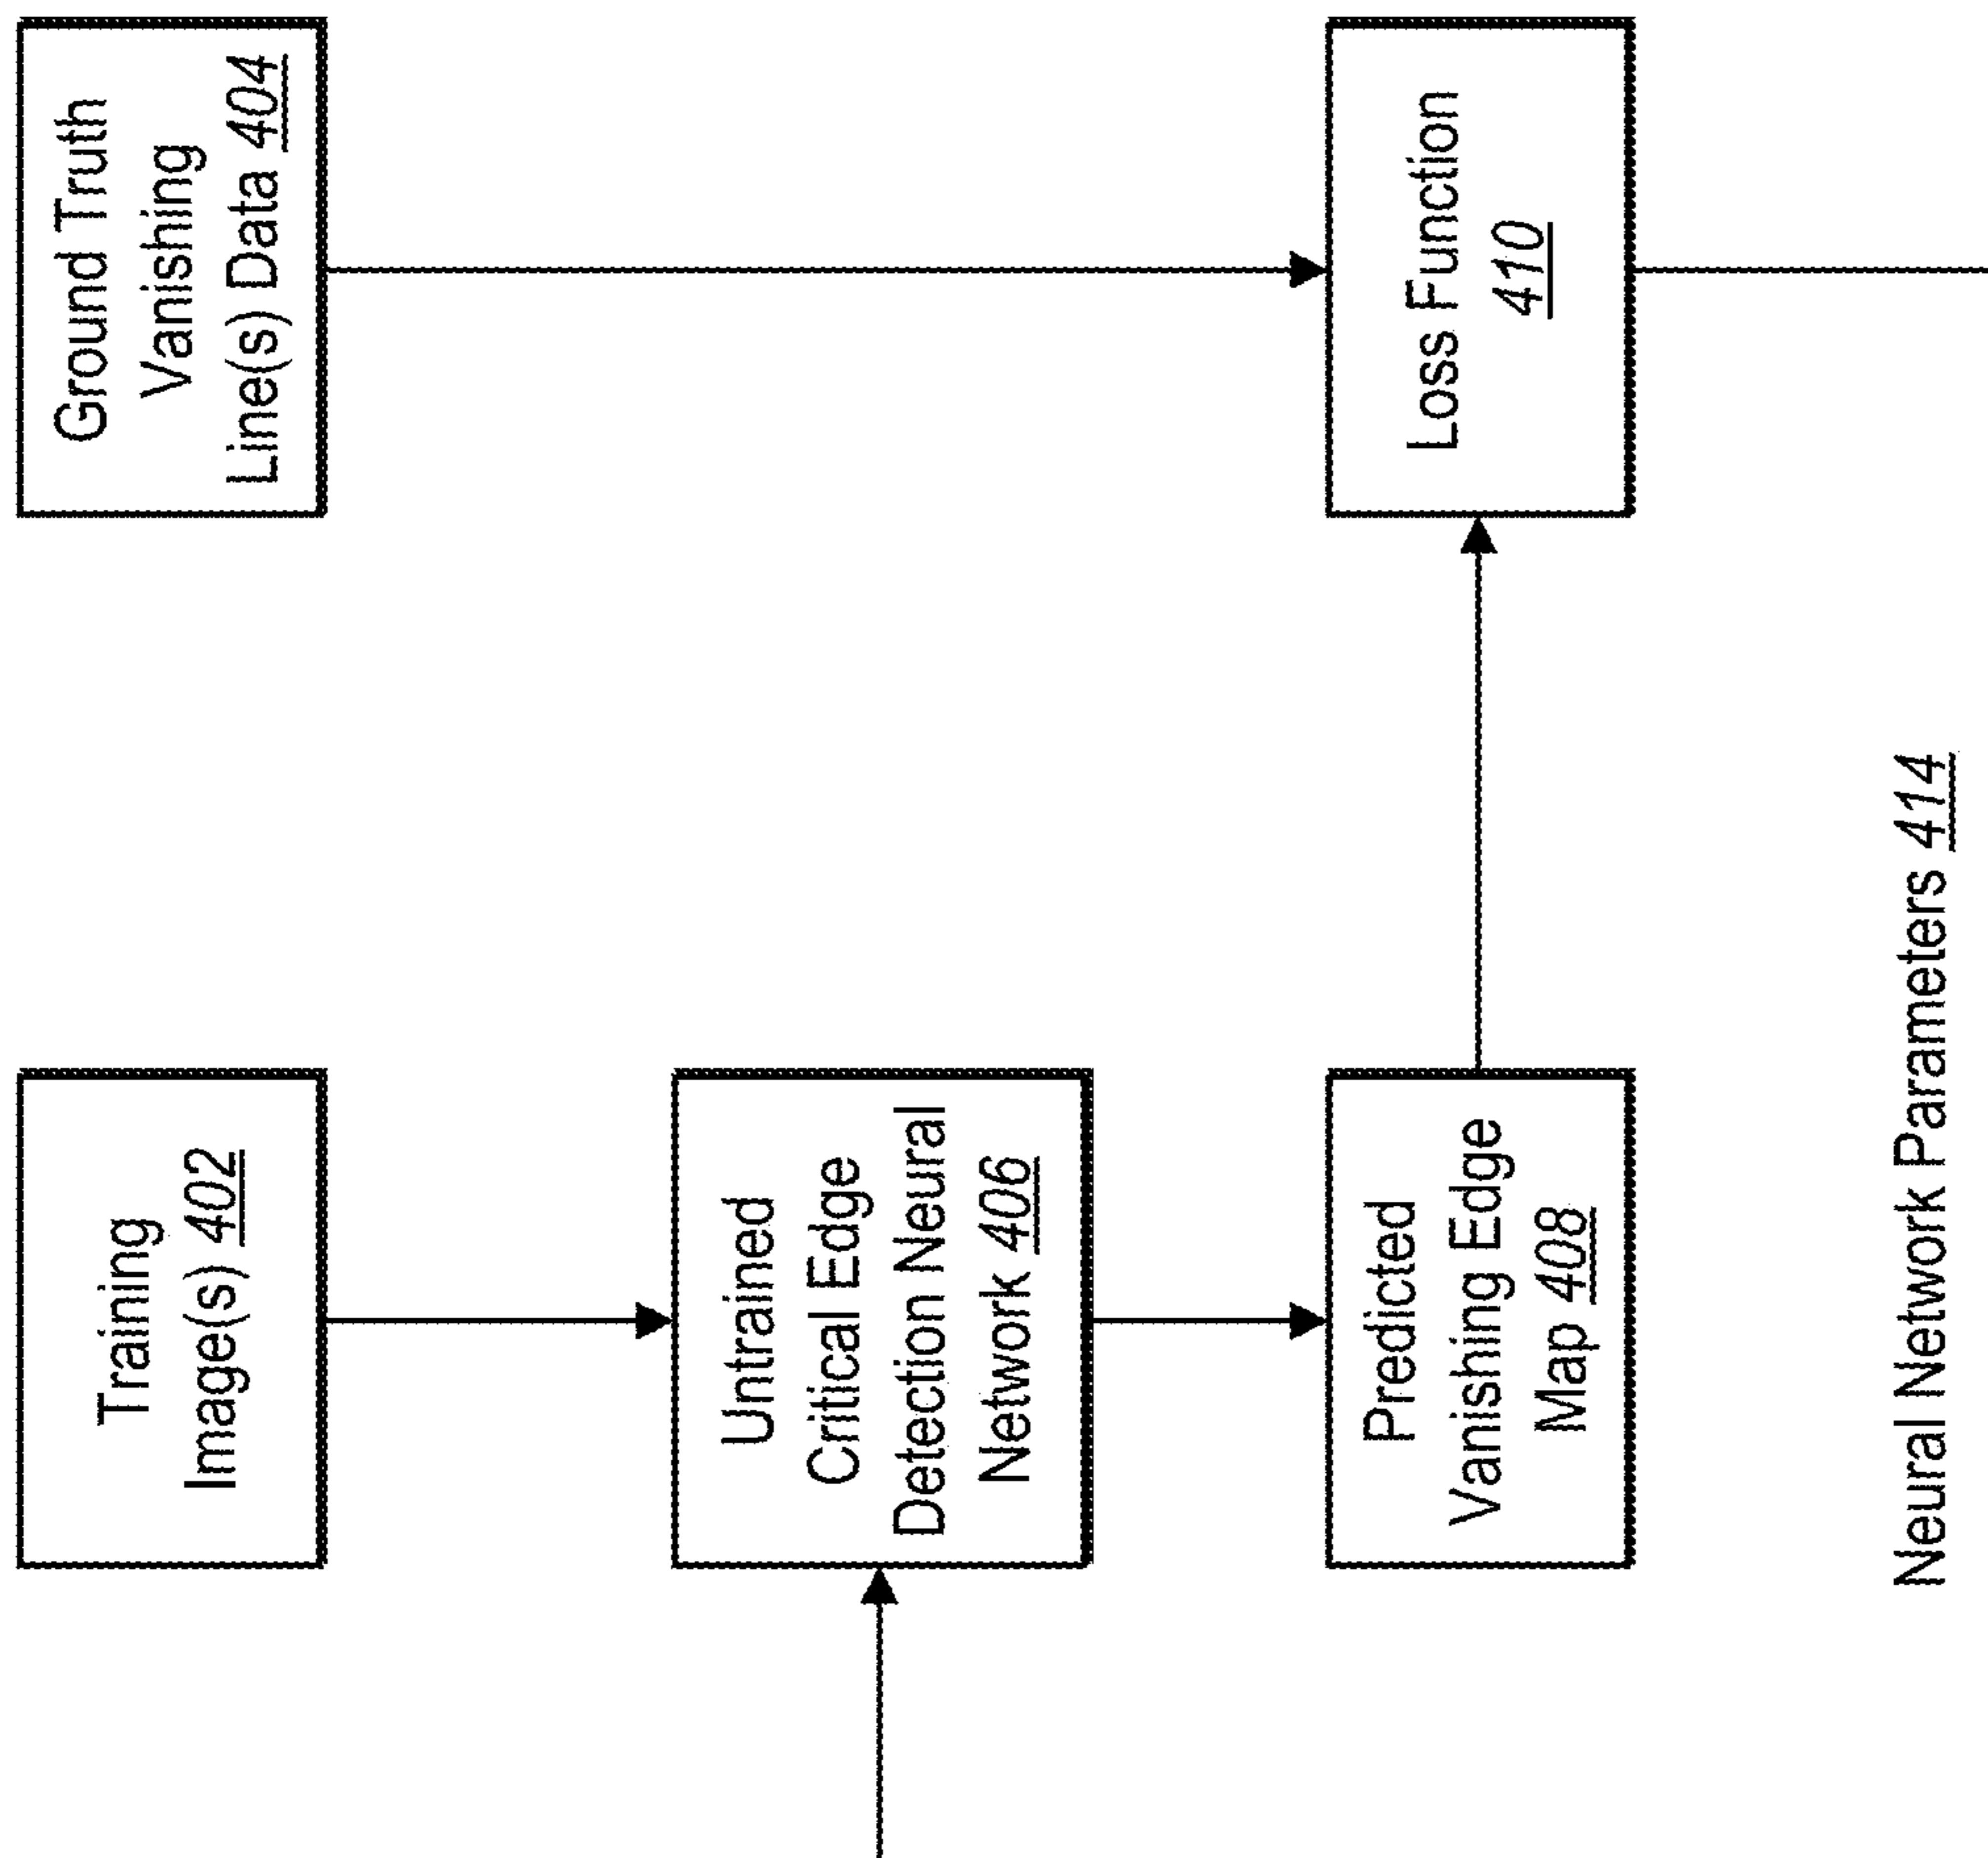 Training
Image(s) 402
Ground Truth
Vanishing
Line(s) Data 404
Untrained
Critical Edge
Detection Neural
Network 406
Predicted
Vanishing Edge
Map 408
Loss Function
410
Neural Network Parameters 414